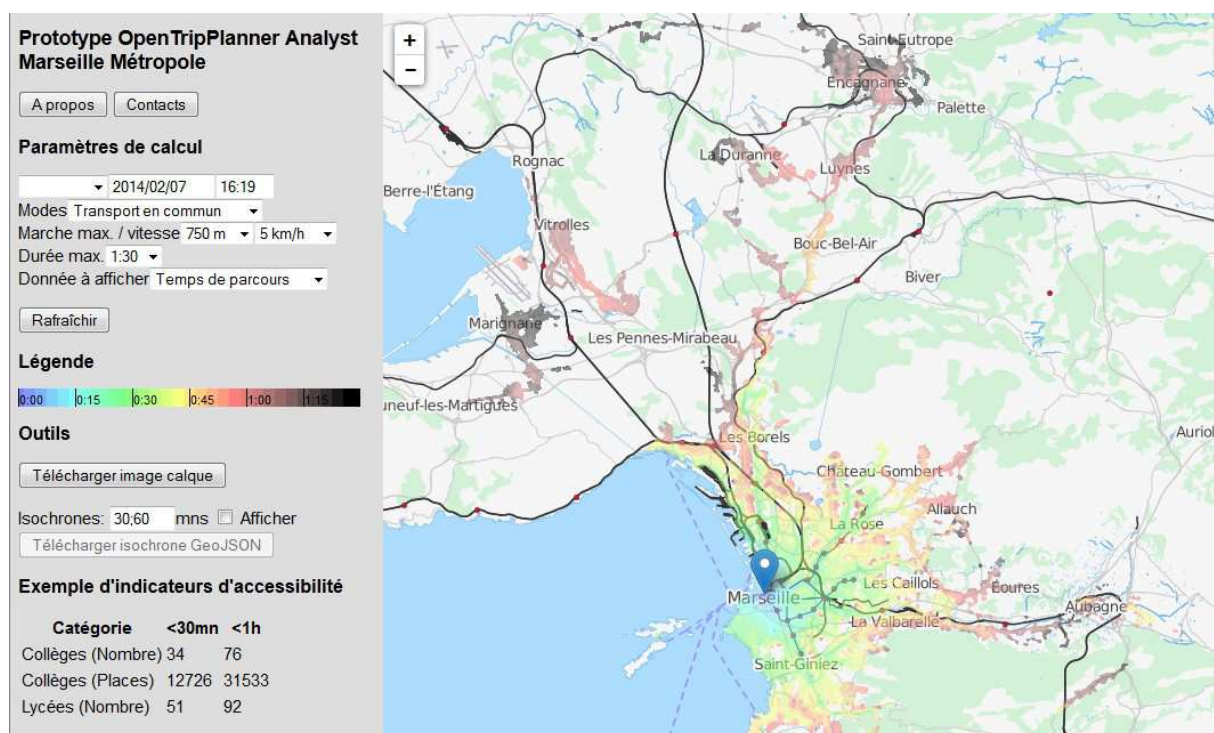 Prototype OpenTripPlanner Analyst
Marseille Métropole
A propos Contacts
Paramètres de calcul
2014/02/07 16:19
Modes Transport en commun
Marche max. / vitesse 750 m 5 km/h
Durée max. 1:30
Donnée à afficher Temps de parcours
Rafraîchir
Légende
0:00 0:15 0:30 0:45 1:00 1:15
Outils
Télécharger image calque
Isochrones: 30;60 mns Afficher
Télécharger isochrone GeoJSON
Exemple d'indicateurs d'accessibilité
Catégorie <30mn <1h
Collèges (Nombre) 34 76
Collèges (Places) 12726 31533
Lycées (Nombre) 51 92
+
-
Saint-Eutrope
Encagnane
Palette
La Duranne
Luynes
Rognac
Berre-l'Étang
Vitrolles
Bouc-Bel-Air
Biver
Marignane
Les Pennes-Mirabeau
uneuf-les-Martigues
Les Borels
Auriol
Château-Gombert
Allauch
La Rose
Les Caillols
Eoures
Marseille
Aubagne
La Valbarelle
Saint-Giniez